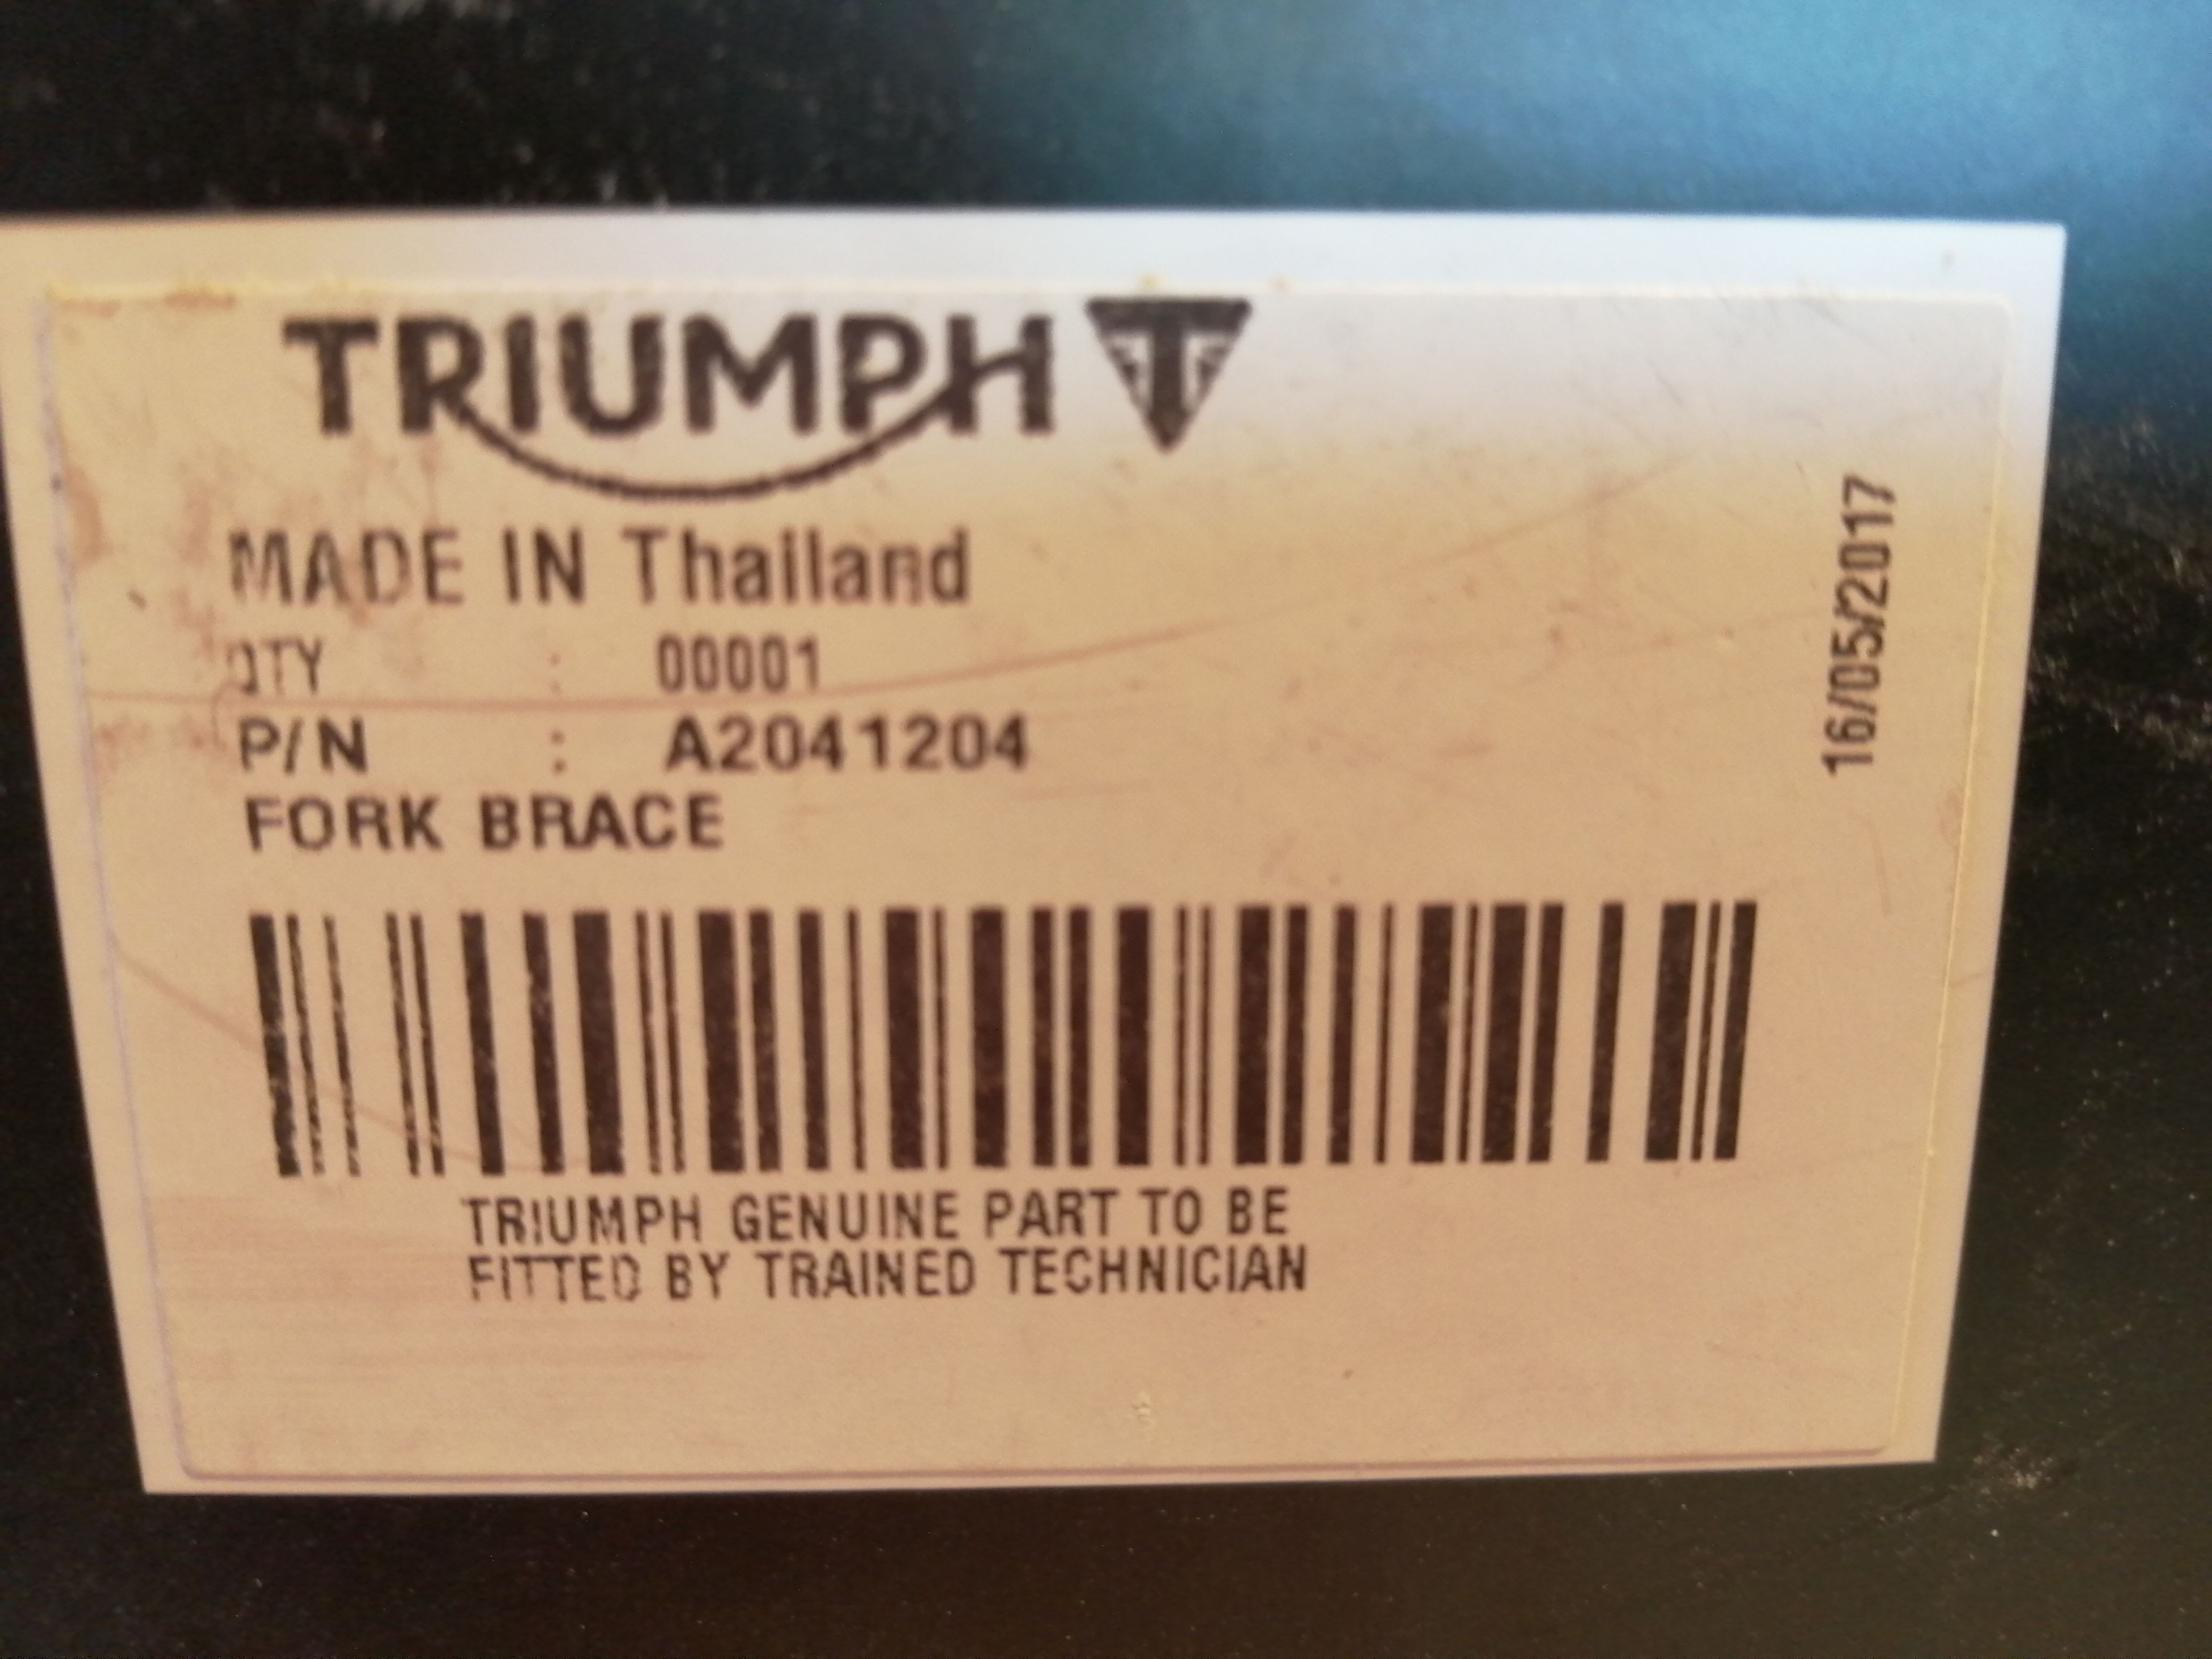 TRIUMPH T
MADE IN Thailand
QTY : 00001
P/N : A2041204
FORK BRACE
16/05/2017
TRIUMPH GENUINE PART TO BE
FITTED BY TRAINED TECHNICIAN